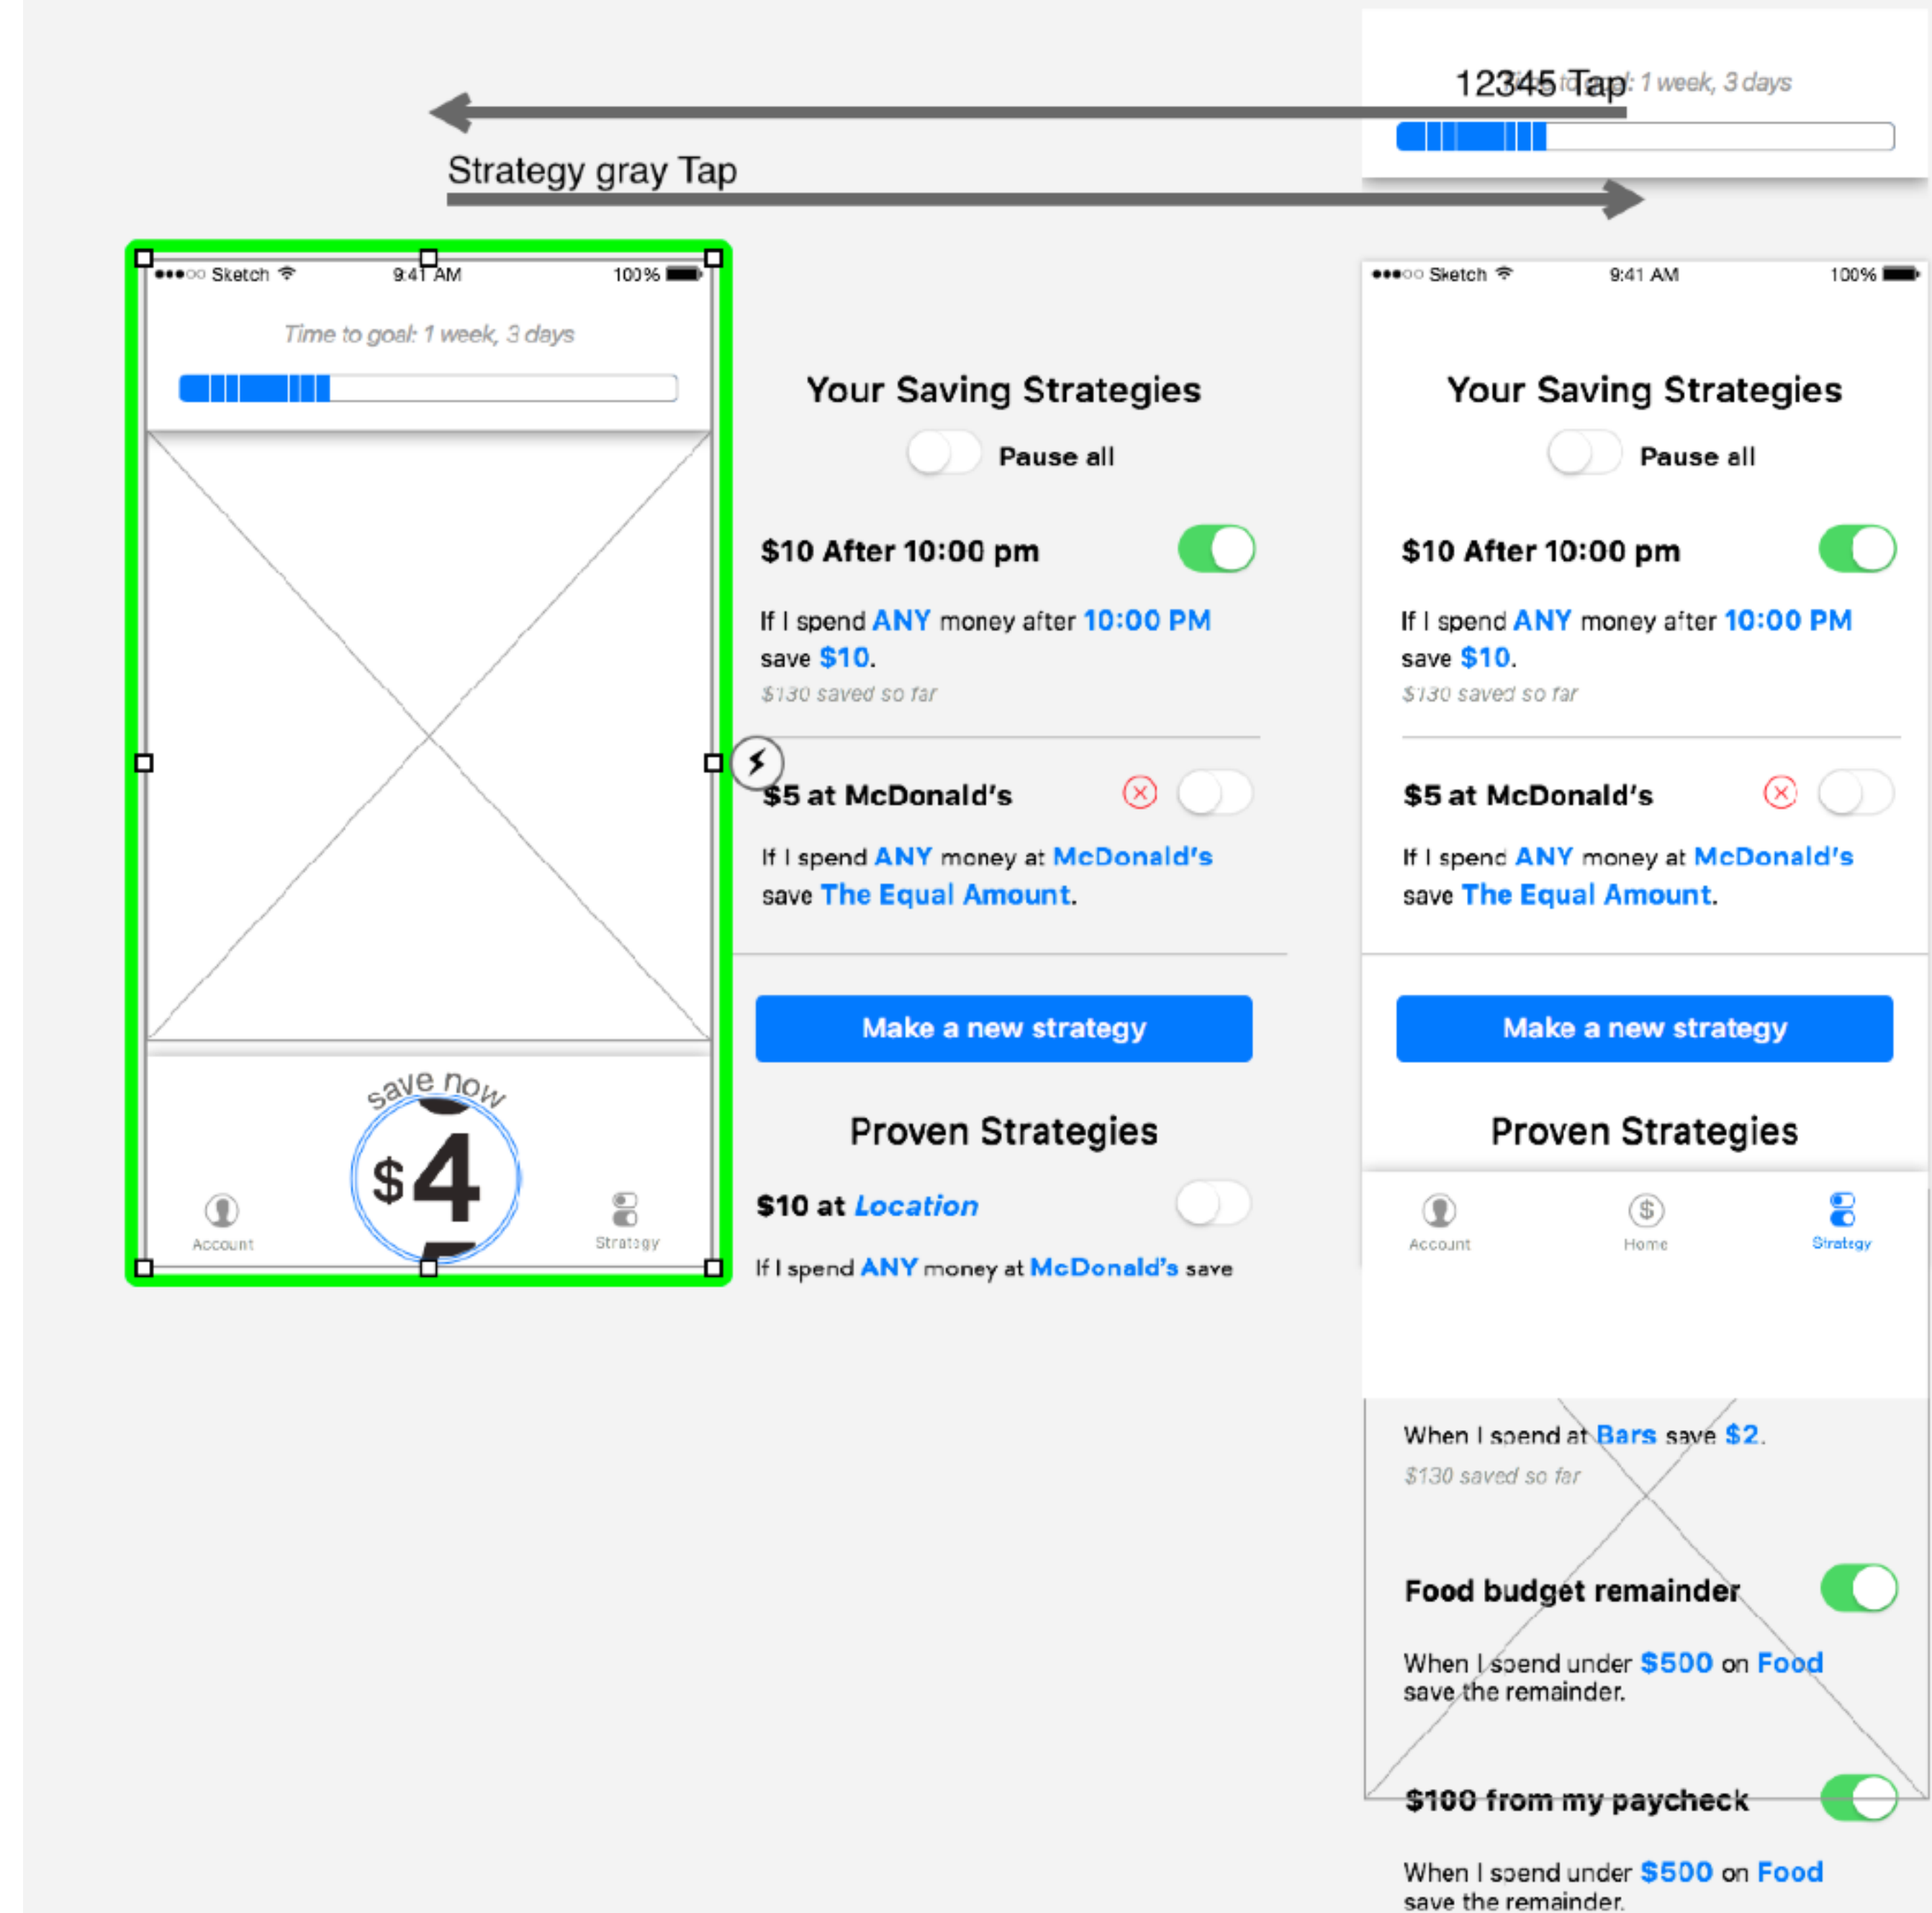 12345 Tap
Time to goal: 1 week, 3 days
Strategy gray Tap
Sketch
9:41 AM
100%
Time to goal: 1 week, 3 days
save now
$4
Account
Strategy
Your Saving Strategies
Pause all
$10 After 10:00 pm
If I spend ANY money after 10:00 PM
save $10.
$130 saved so far
$5 at McDonald's
If I spend ANY money at McDonald's
save The Equal Amount.
Make a new strategy
Proven Strategies
$10 at Location
If I spend ANY money at McDonald's save
Sketch
9:41 AM
100%
Your Saving Strategies
Pause all
$10 After 10:00 pm
If I spend ANY money after 10:00 PM
save $10.
$130 saved so far
$5 at McDonald's
If I spend ANY money at McDonald's
save The Equal Amount.
Make a new strategy
Proven Strategies
Account
Home
Strategy
When I spend at Bars save $2.
$130 saved so far
Food budget remainder
When I spend under $500 on Food
save the remainder.
$100 from my paycheck
When I spend under $500 on Food
save the remainder.